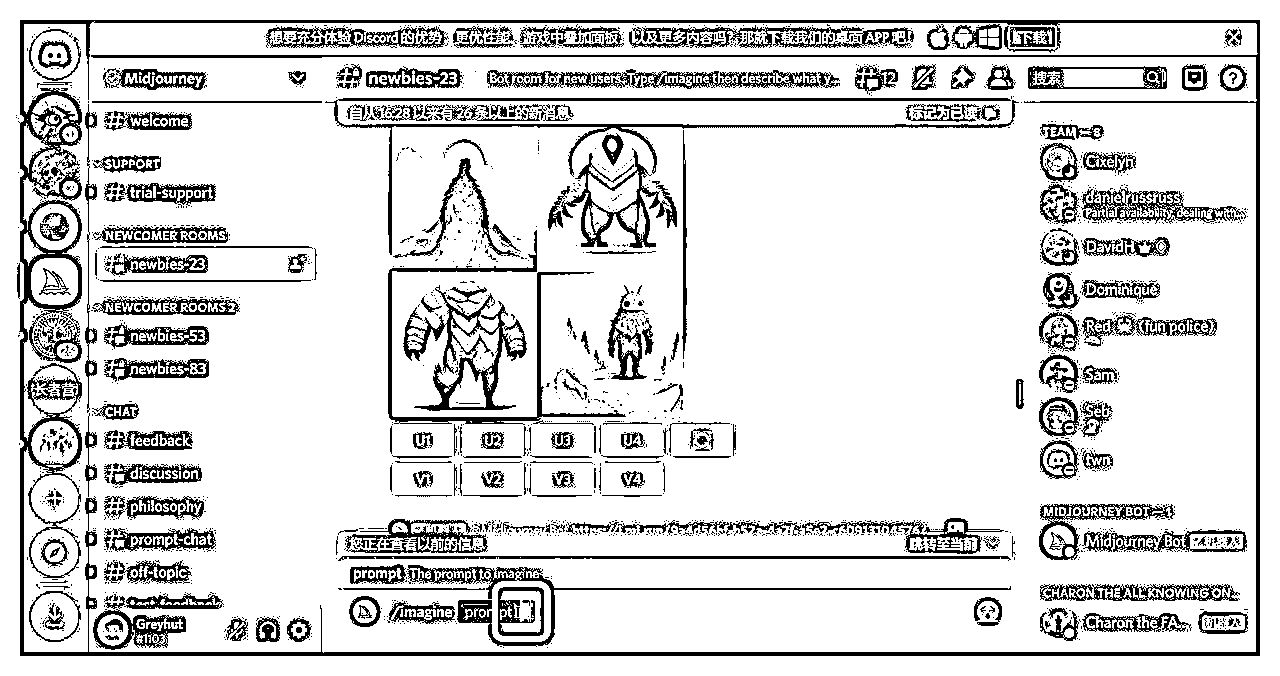 想要充分体验 Discord 的优势、更优性能、游戏中叠加面板，以及更多内容吗？那就下载我们的桌面 APP 吧！
下载
Midjourney
newbies-23
Bot room for new users. Type /imagine then describe what y...
12
搜索
自从 16:28 以来有 26 条以上的新消息
标记为已读
welcome
SUPPORT
trial-support
NEWCOMER ROOMS
newbies-23
NEWCOMER ROOMS 2
newbies-53
newbies-83
CHAT
feedback
discussion
philosophy
prompt-chat
off-topic
Greyhut
#1103
U1 U2 U3 U4
V1 V2 V3 V4
您正在查看以前的信息
跳转至当前
prompt The prompt to imagine
/imagine prompt
TEAM — 8
Cixelyn
danielrussruss
Partial availability, dealing with...
DavidH
Dominique
Red (fun police)
Sam
Seb
twn
MIDJOURNEY BOT — 1
Midjourney Bot
CHARON THE ALL KNOWING ON...
Charon the FA...
机器人